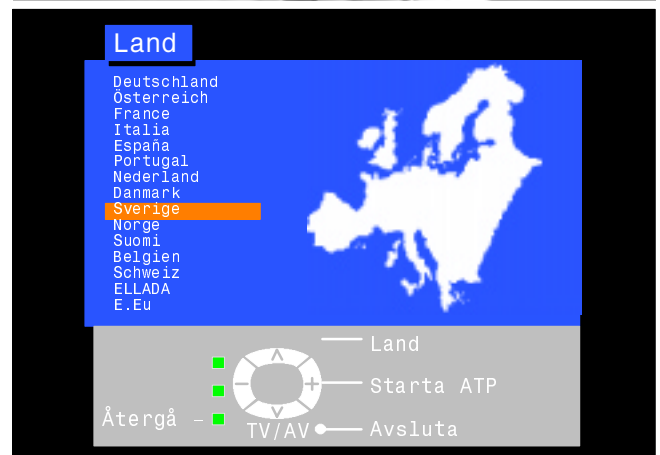 Land
Deutschland
Österreich
France
Italia
España
Portugal
Nederland
Danmark
Sverige
Norge
Suomi
Belgien
Schweiz
ELLADA
E.Eu
Land
Starta ATP
Återgå –
TV/AV
Avsluta